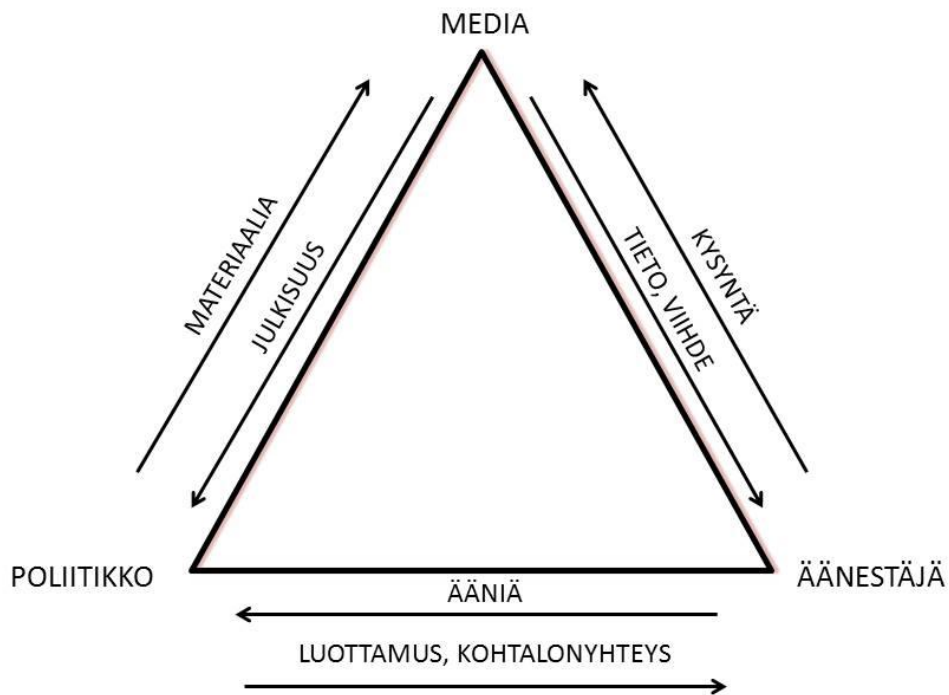 MEDIA
MATERIAALIA
JULKISUUS
TIETO, VIIHDE
KYSYNTÄ
POLIITIKKO
ÄÄNESTÄJÄ
ÄÄNIÄ
LUOTTAMUS, KOHTALONYHTEYS